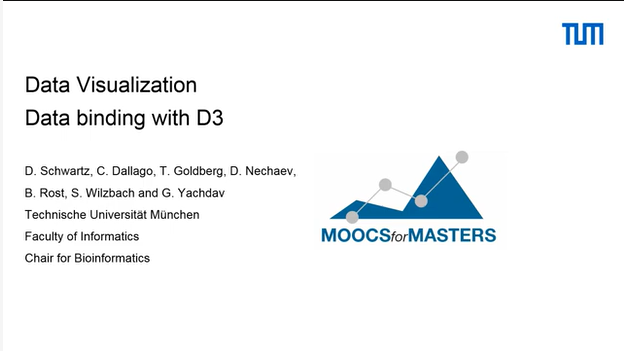 TUM
Data Visualization
Data binding with D3
D. Schwartz, C. Dallago, T. Goldberg, D. Nechaev,
B. Rost, S. Wilzbach and G. Yachdav
Technische Universität München
Faculty of Informatics
Chair for Bioinformatics
MOOCSforMASTERS